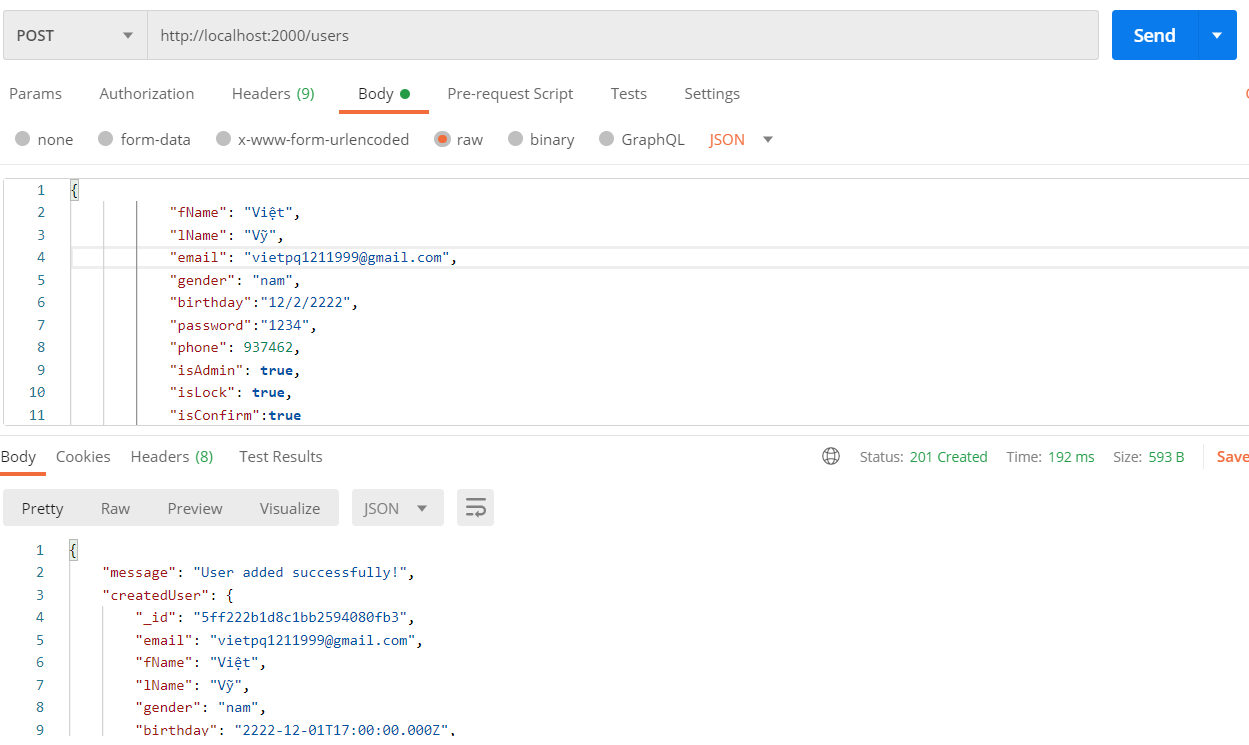 POST http://localhost:2000/users Send
Params Authorization Headers (9) Body Pre-request Script Tests Settings
none form-data x-www-form-urlencoded raw binary GraphQL JSON
1 {
2 "fName": "Việt",
3 "lName": "Vỹ",
4 "email": "vietpq1211999@gmail.com",
5 "gender": "nam",
6 "birthday":"12/2/2222",
7 "password":"1234",
8 "phone": 937462,
9 "isAdmin": true,
10 "isLock": true,
11 "isConfirm":true
Body Cookies Headers (8) Test Results Status: 201 Created Time: 192 ms Size: 593 B Save
Pretty Raw Preview Visualize JSON
1 {
2 "message": "User added successfully!",
3 "createdUser": {
4 "_id": "5ff222b1d8c1bb2594080fb3",
5 "email": "vietpq1211999@gmail.com",
6 "fName": "Việt",
7 "lName": "Vỹ",
8 "gender": "nam",
9 "birthday": "2222-12-01T17:00:00.000Z",